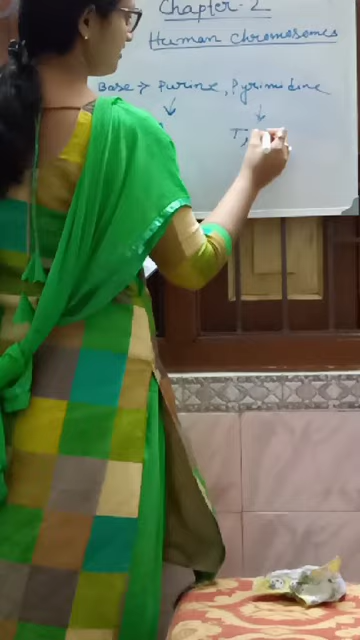 Chapter-2
Human chromosomes
Base → Purine, Pyrimidine
↓ ↓
T,